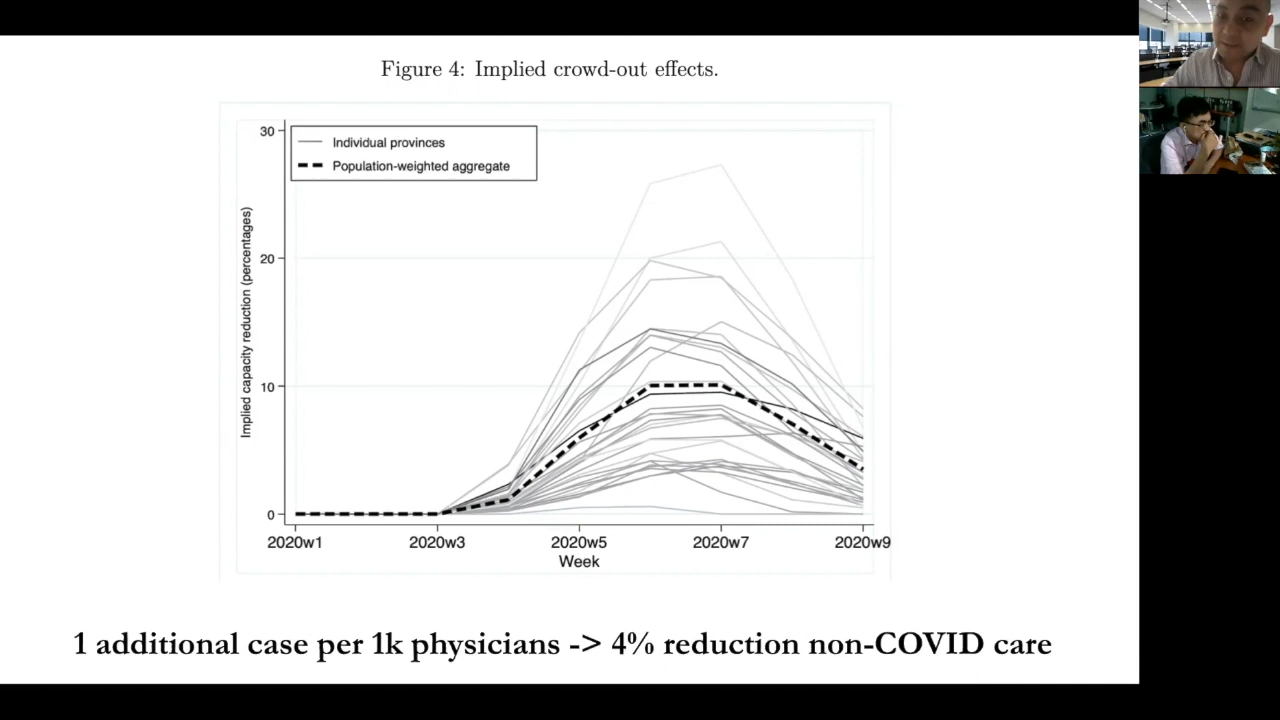 Figure 4: Implied crowd-out effects.
Individual provinces
Population-weighted aggregate
Implied capacity reduction (percentages)
30
20
10
0
2020w1 2020w3 2020w5 2020w7 2020w9
Week
1 additional case per 1k physicians -> 4% reduction non-COVID care